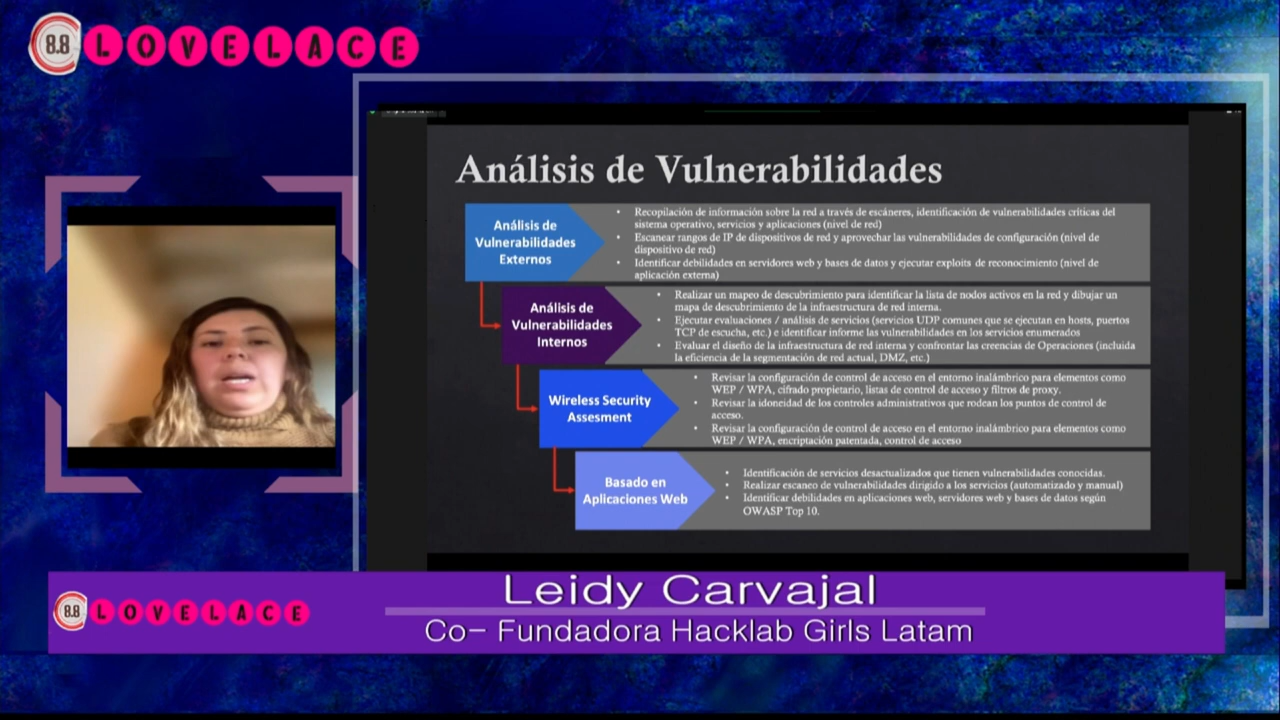 8.8 LOVELACE
Análisis de Vulnerabilidades
Análisis de
Vulnerabilidades
Externos
• Recopilación de información sobre la red a través de escáneres, identificación de vulnerabilidades críticas del
sistema operativo, servicios y aplicaciones (nivel de red)
• Escanear rangos de IP de dispositivos de red y aprovechar las vulnerabilidades de configuración (nivel de
dispositivo de red)
• Identificar debilidades en servidores web y bases de datos y ejecutar exploits de reconocimiento (nivel de
aplicación externa)
Análisis de
Vulnerabilidades
Internos
• Realizar un mapeo de descubrimiento para identificar la lista de nodos activos en la red y dibujar un
mapa de descubrimiento de la infraestructura de red interna.
• Ejecutar evaluaciones / análisis de servicios (servicios UDP comunes que se ejecutan en hosts, puertos
TCP de escucha, etc.) e identificar informe las vulnerabilidades en los servicios enumerados
• Evaluar el diseño de la infraestructura de red interna y confrontar las creencias de Operaciones (incluida
la eficiencia de la segmentación de red actual, DMZ, etc.)
Wireless Security
Assesment
• Revisar la configuración de control de acceso en el entorno inalámbrico para elementos como
WEP / WPA, cifrado propietario, listas de control de acceso y filtros de proxy.
• Revisar la idoneidad de los controles administrativos que rodean los puntos de control de
acceso.
• Revisar la configuración de control de acceso en el entorno inalámbrico para elementos como
WEP / WPA, encriptación patentada, control de acceso
Basado en
Aplicaciones Web
• Identificación de servicios desactualizados que tienen vulnerabilidades conocidas.
• Realizar escaneo de vulnerabilidades dirigido a los servicios (automatizado y manual)
• Identificar debilidades en aplicaciones web, servidores web y bases de datos según
OWASP Top 10.
8.8 LOVELACE
Leidy Carvajal
Co- Fundadora Hacklab Girls Latam